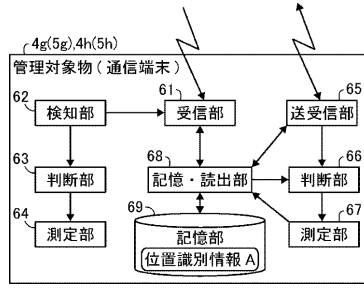 4g(5g),4h(5h)
管理対象物(通信端末)
61
65
62
検知部
受信部
送受信部
63
68
66
判断部
記憶・読出部
判断部
64
69
67
測定部
記憶部
測定部
位置識別情報A